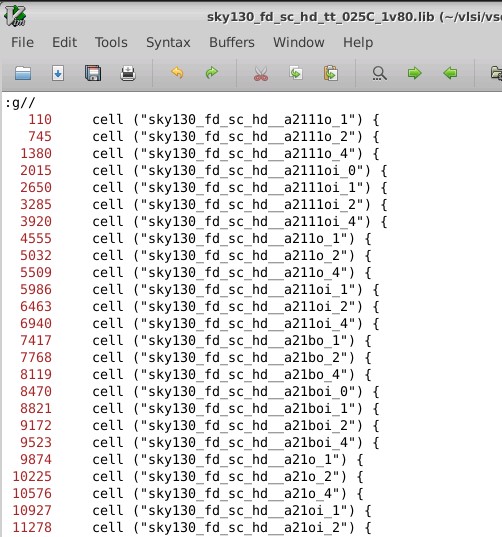 sky130_fd_sc_hd_tt_025C_1v80.lib (~/vlsi/vs
File Edit Tools Syntax Buffers Window Help
:g//
110 cell ("sky130_fd_sc_hd__a2111o_1") {
745 cell ("sky130_fd_sc_hd__a2111o_2") {
1380 cell ("sky130_fd_sc_hd__a2111o_4") {
2015 cell ("sky130_fd_sc_hd__a2111oi_0") {
2650 cell ("sky130_fd_sc_hd__a2111oi_1") {
3285 cell ("sky130_fd_sc_hd__a2111oi_2") {
3920 cell ("sky130_fd_sc_hd__a2111oi_4") {
4555 cell ("sky130_fd_sc_hd__a211o_1") {
5032 cell ("sky130_fd_sc_hd__a211o_2") {
5509 cell ("sky130_fd_sc_hd__a211o_4") {
5986 cell ("sky130_fd_sc_hd__a211oi_1") {
6463 cell ("sky130_fd_sc_hd__a211oi_2") {
6940 cell ("sky130_fd_sc_hd__a211oi_4") {
7417 cell ("sky130_fd_sc_hd__a21bo_1") {
7768 cell ("sky130_fd_sc_hd__a21bo_2") {
8119 cell ("sky130_fd_sc_hd__a21bo_4") {
8470 cell ("sky130_fd_sc_hd__a21boi_0") {
8821 cell ("sky130_fd_sc_hd__a21boi_1") {
9172 cell ("sky130_fd_sc_hd__a21boi_2") {
9523 cell ("sky130_fd_sc_hd__a21boi_4") {
9874 cell ("sky130_fd_sc_hd__a21o_1") {
10225 cell ("sky130_fd_sc_hd__a21o_2") {
10576 cell ("sky130_fd_sc_hd__a21o_4") {
10927 cell ("sky130_fd_sc_hd__a21oi_1") {
11278 cell ("sky130_fd_sc_hd__a21oi_2") {